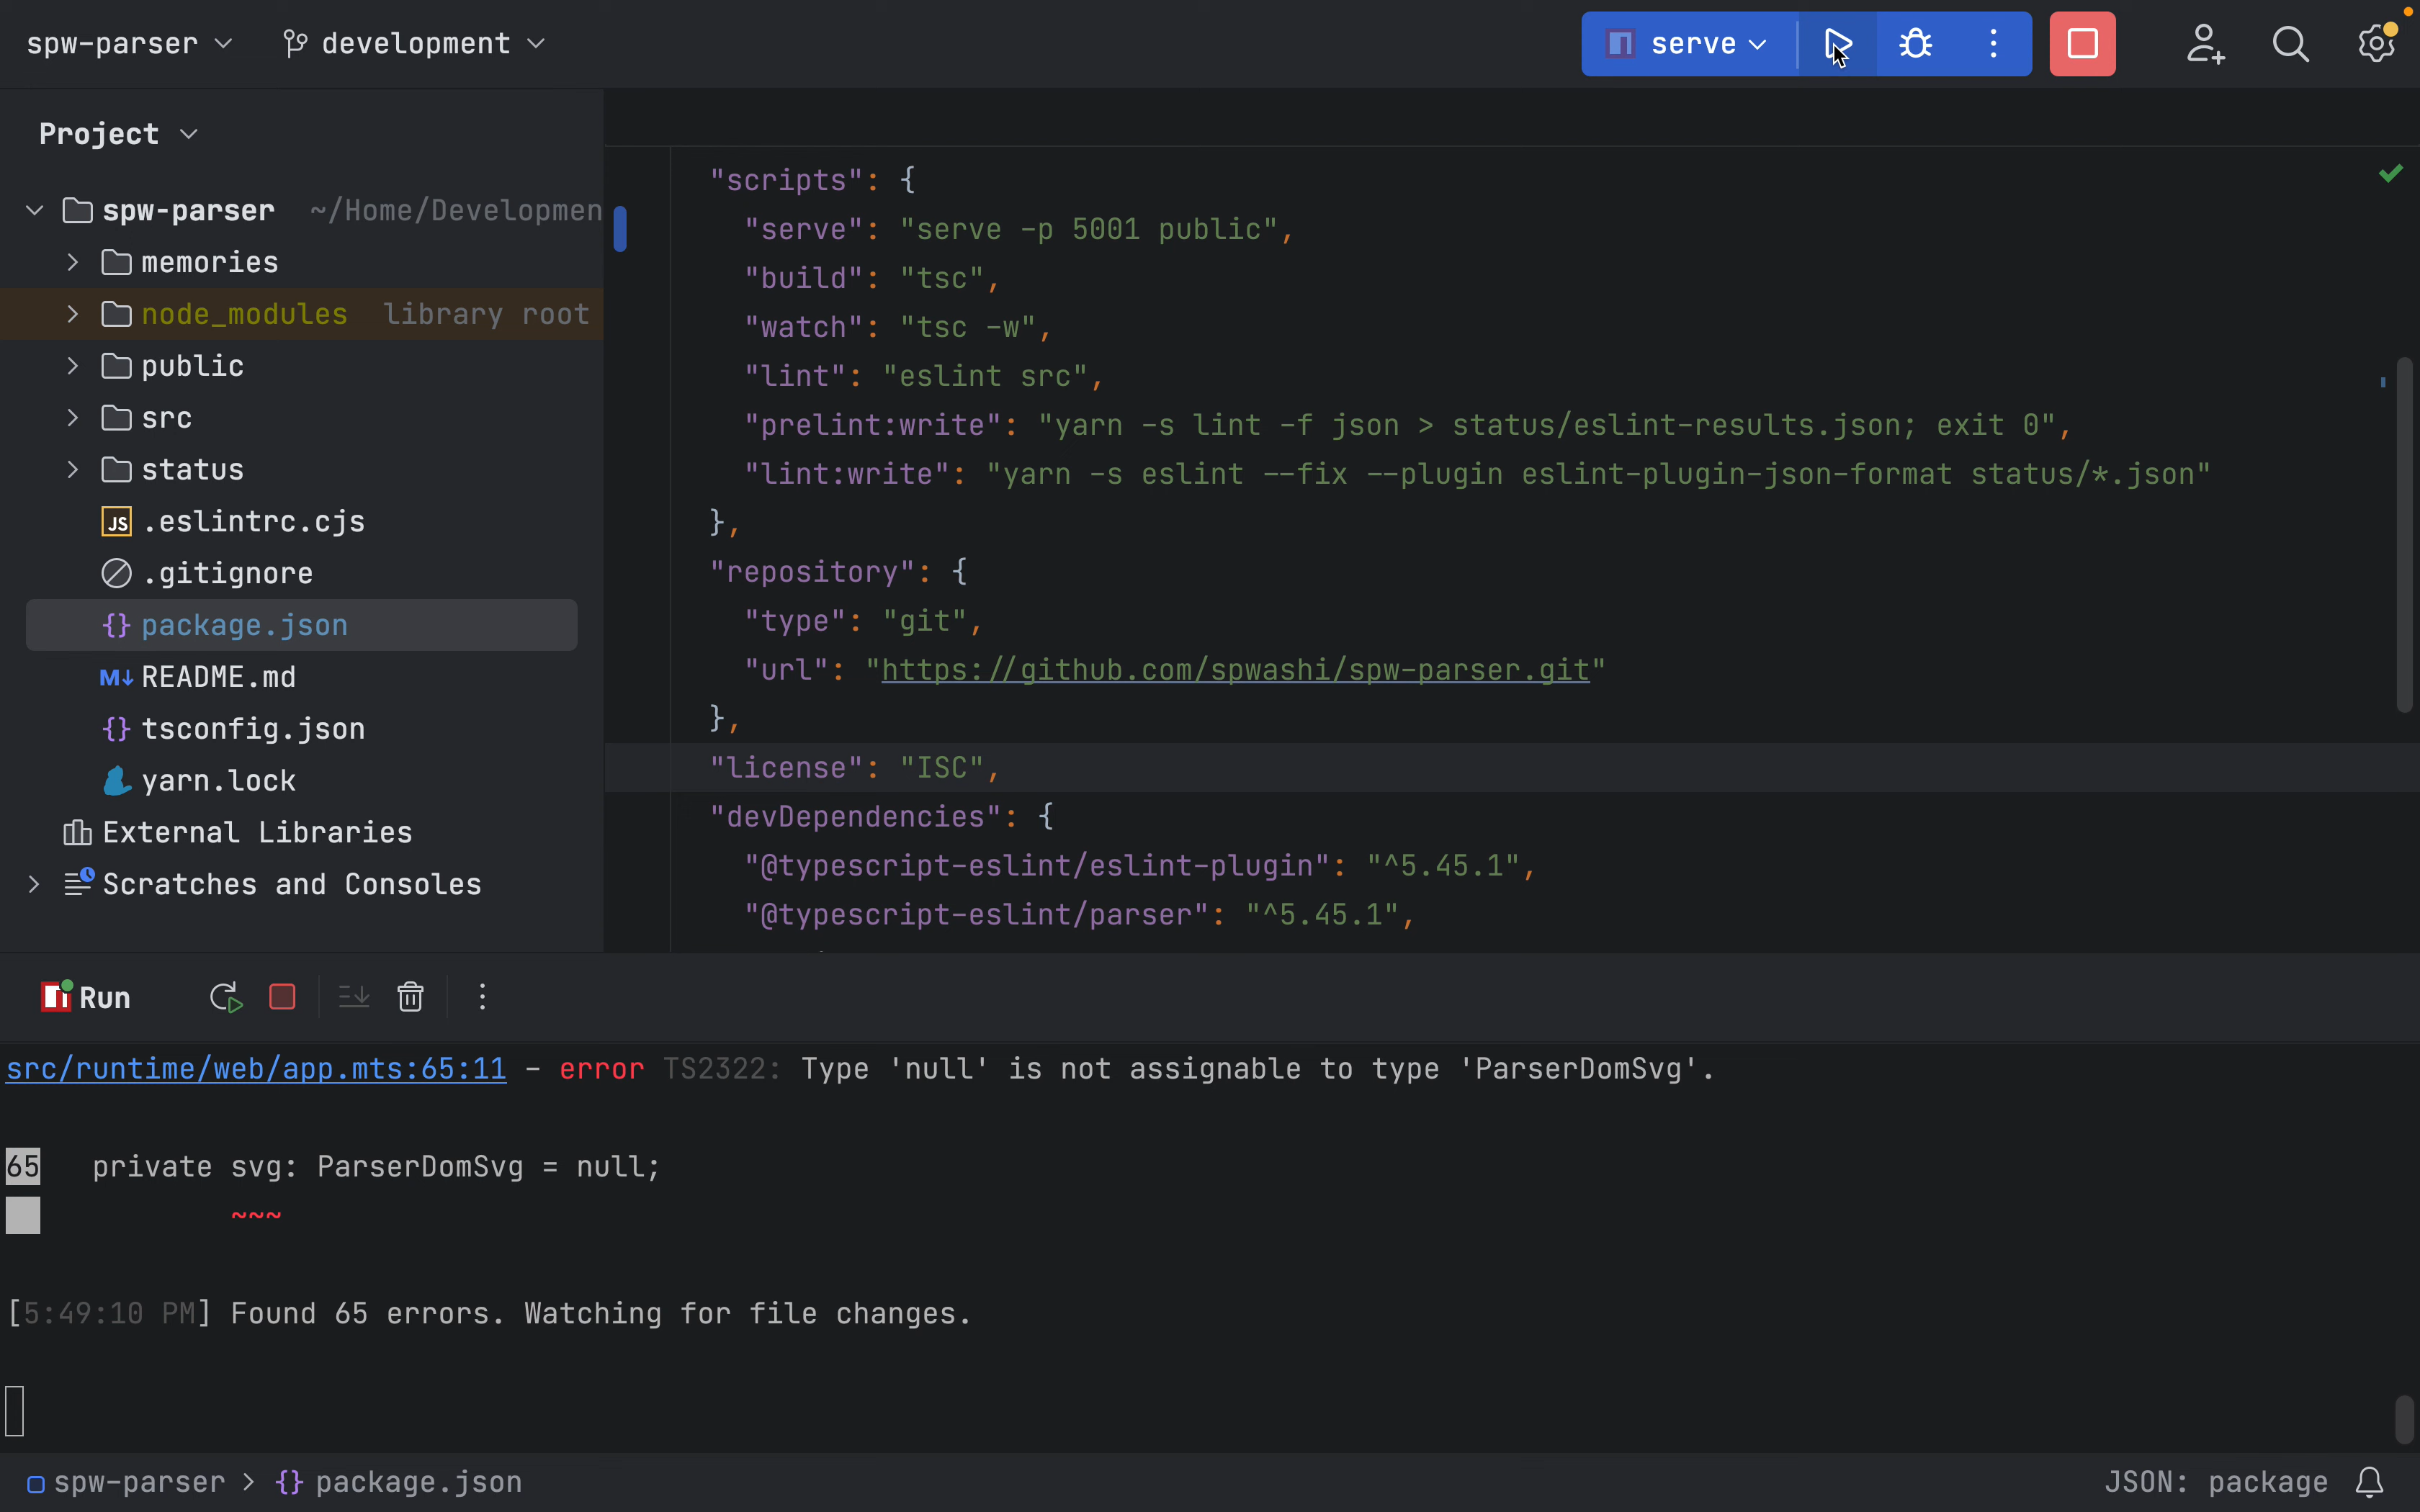 spw-parser
development
serve
Project
spw-parser ~/Home/Developmen
memories
node_modules library root
public
src
status
JS .eslintrc.cjs
.gitignore
{} package.json
M↓ README.md
{} tsconfig.json
yarn.lock
External Libraries
Scratches and Consoles
"scripts": {
"serve": "serve -p 5001 public",
"build": "tsc",
"watch": "tsc -w",
"lint": "eslint src",
"prelint:write": "yarn -s lint -f json > status/eslint-results.json; exit 0",
"lint:write": "yarn -s eslint --fix --plugin eslint-plugin-json-format status/*.json"
},
"repository": {
"type": "git",
"url": "https://github.com/spwashi/spw-parser.git"
},
"license": "ISC",
"devDependencies": {
"@typescript-eslint/eslint-plugin": "^5.45.1",
"@typescript-eslint/parser": "^5.45.1",
Run
src/runtime/web/app.mts:65:11 - error TS2322: Type 'null' is not assignable to type 'ParserDomSvg'.
65 private svg: ParserDomSvg = null;
~~~
[5:49:10 PM] Found 65 errors. Watching for file changes.
spw-parser > {} package.json
JSON: package